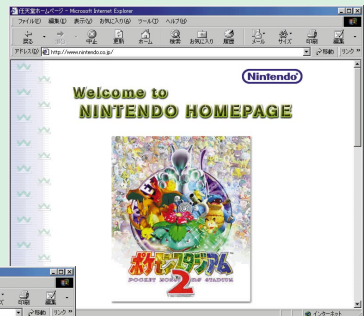 任天堂ホームページ - Microsoft Internet Explorer
ファイル(F) 編集(E) 表示(V) お気に入り(A) ツール(T) ヘルプ(H)
戻る 中止 更新 ホーム 検索 お気に入り 履歴 メール サイズ 印刷 編集
アドレス(D) http://www.nintendo.co.jp/ 移動 リンク »
Nintendo
Welcome to
NINTENDO HOMEPAGE
ポケモンスタジアム
2
POCKET MONSTERS STADIUM
サイズ 印刷 編集
移動 リンク »
インターネット